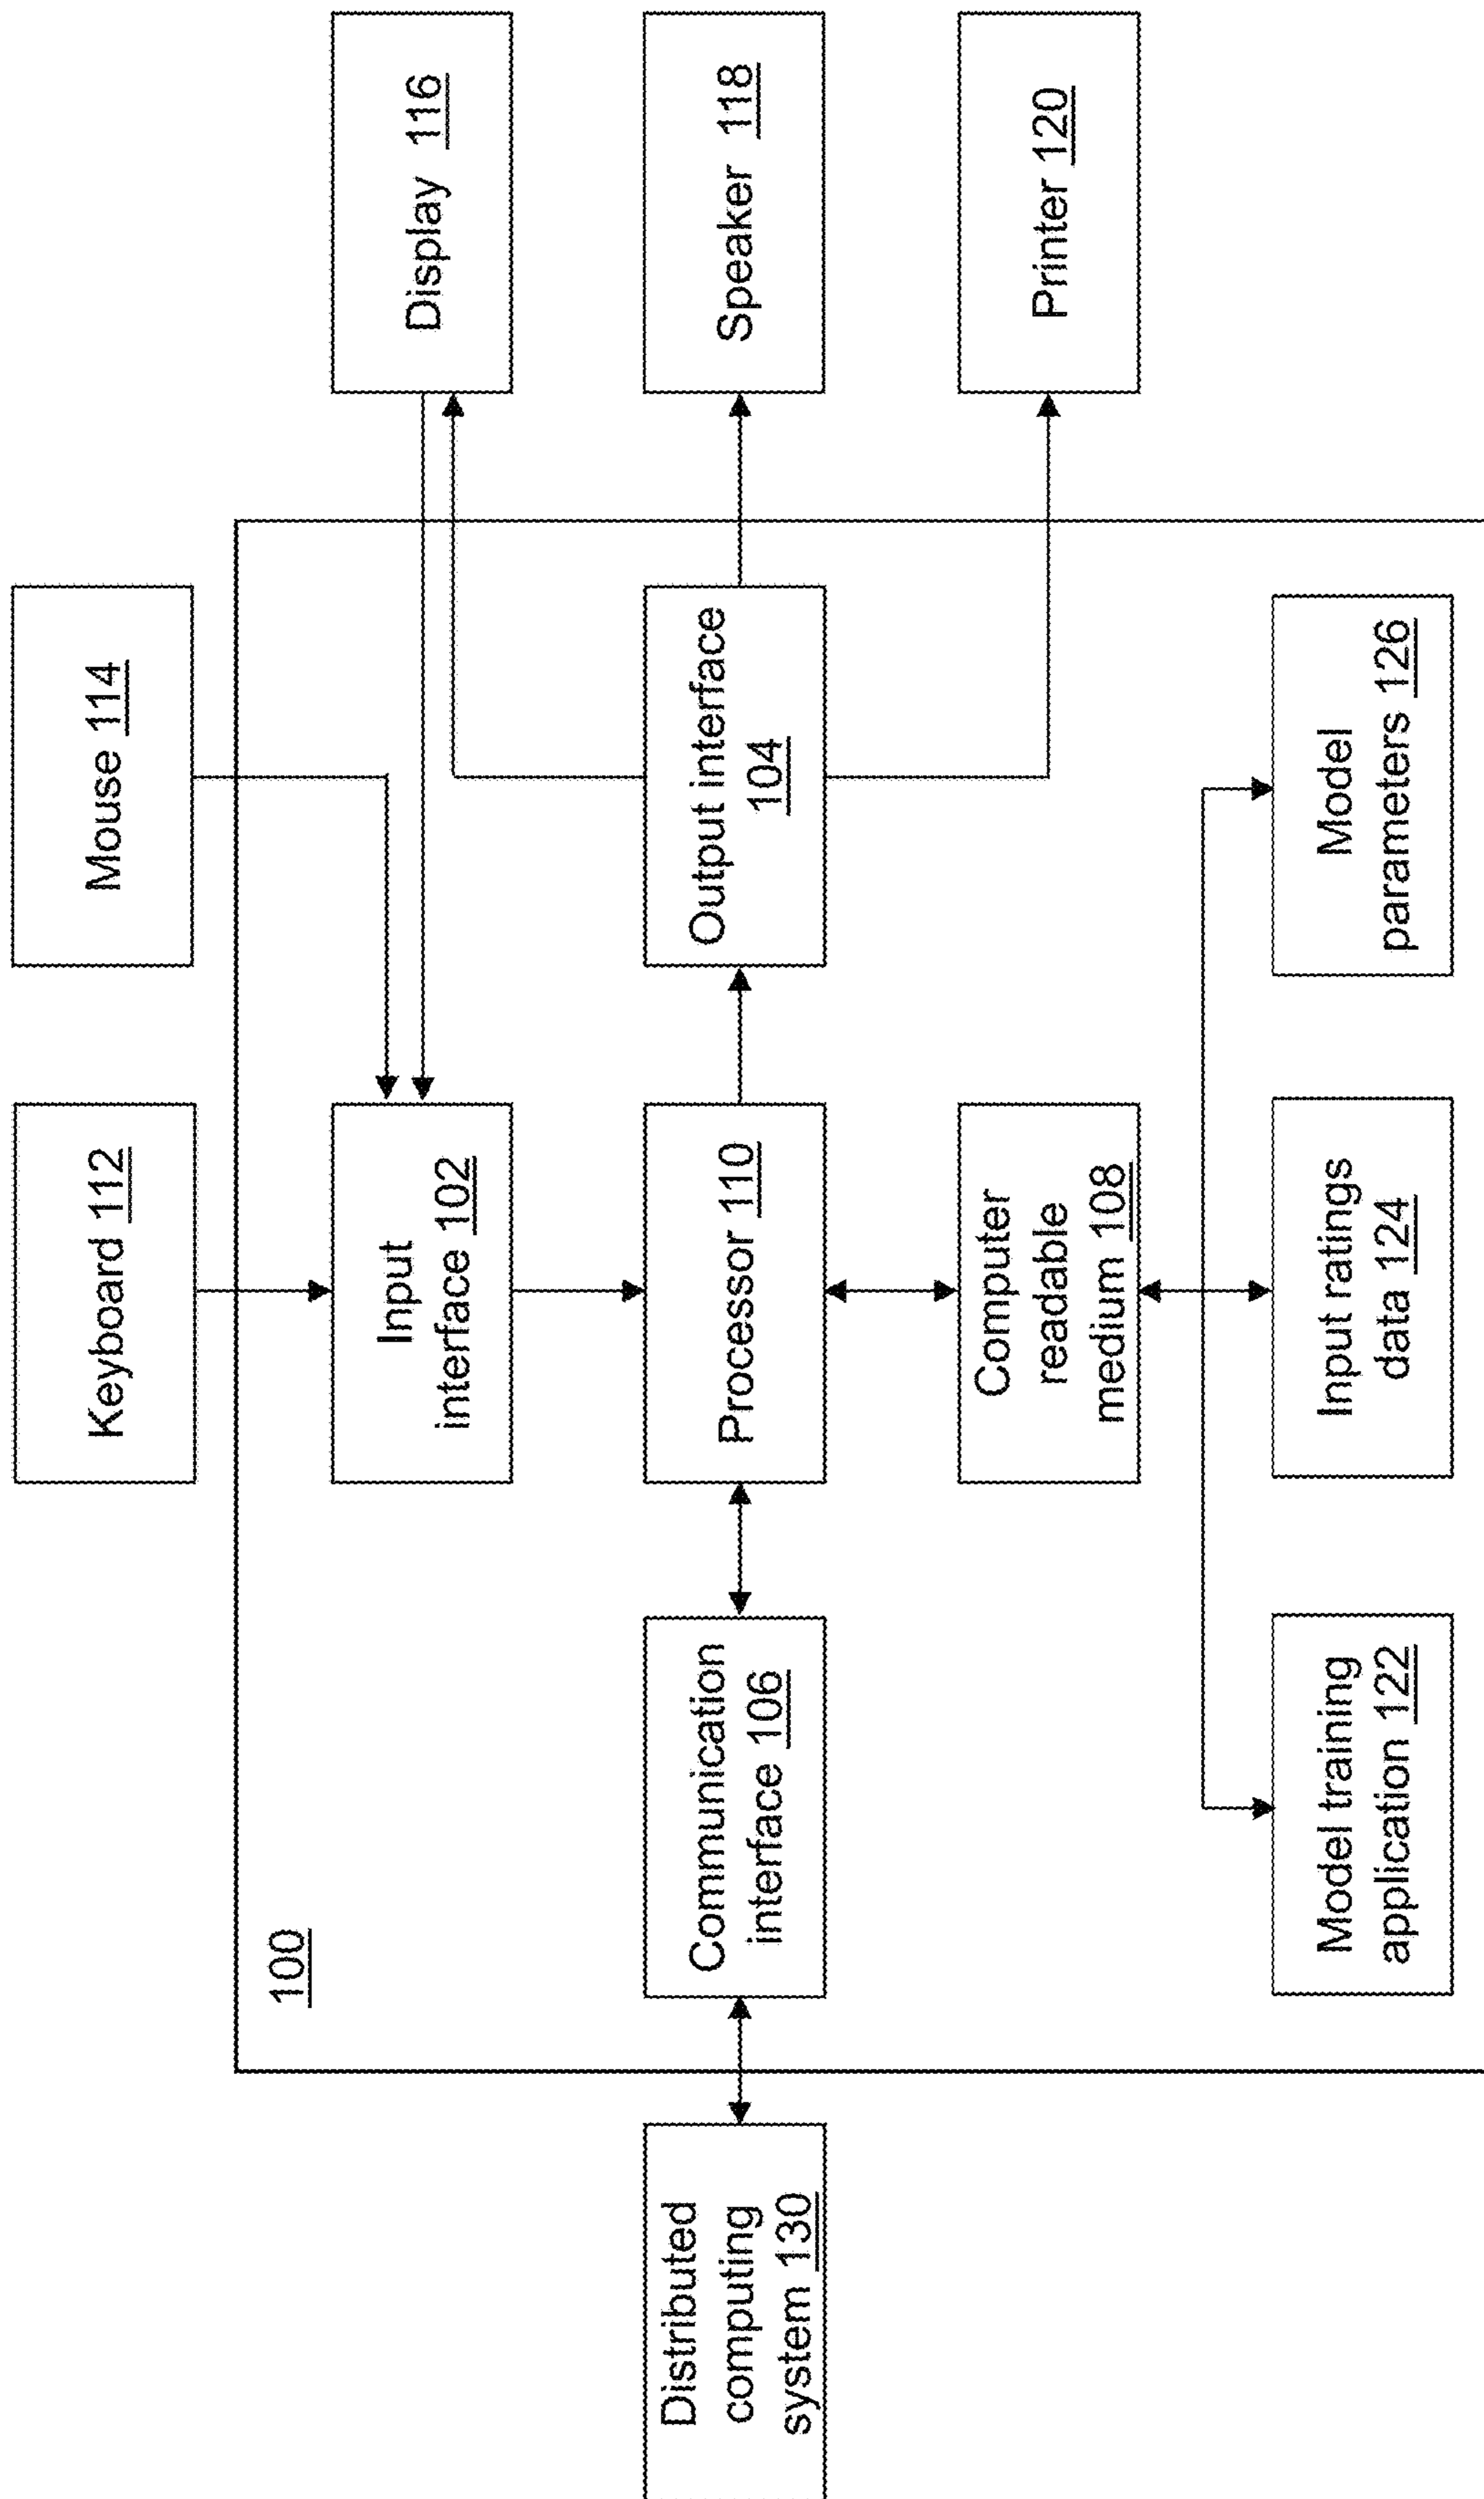 Keyboard 112
Mouse 114
100
Input
interface 102
Display 116
Distributed
computing
system 130
Communication
interface 106
Processor 110
Output interface
104
Speaker 118
Computer
readable
medium 108
Printer 120
Model training
application 122
Input ratings
data 124
Model
parameters 126